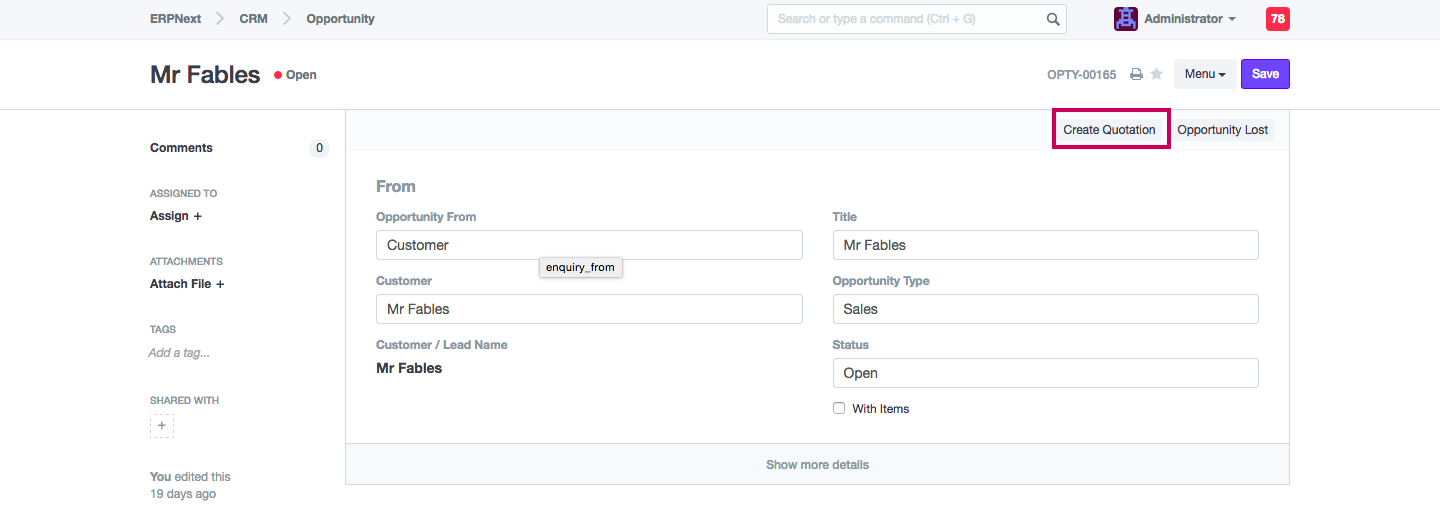 ERPNext CRM Opportunity Search or type a command (Ctrl + G) Administrator 78
Mr Fables Open OPTY-00165 Menu Save
Create Quotation Opportunity Lost
Comments 0
ASSIGNED TO
Assign +
ATTACHMENTS
Attach File +
TAGS
Add a tag...
SHARED WITH
+
You edited this
19 days ago
From
Opportunity From
Customer
enquiry_from
Customer
Mr Fables
Customer / Lead Name
Mr Fables
Title
Mr Fables
Opportunity Type
Sales
Status
Open
With Items
Show more details